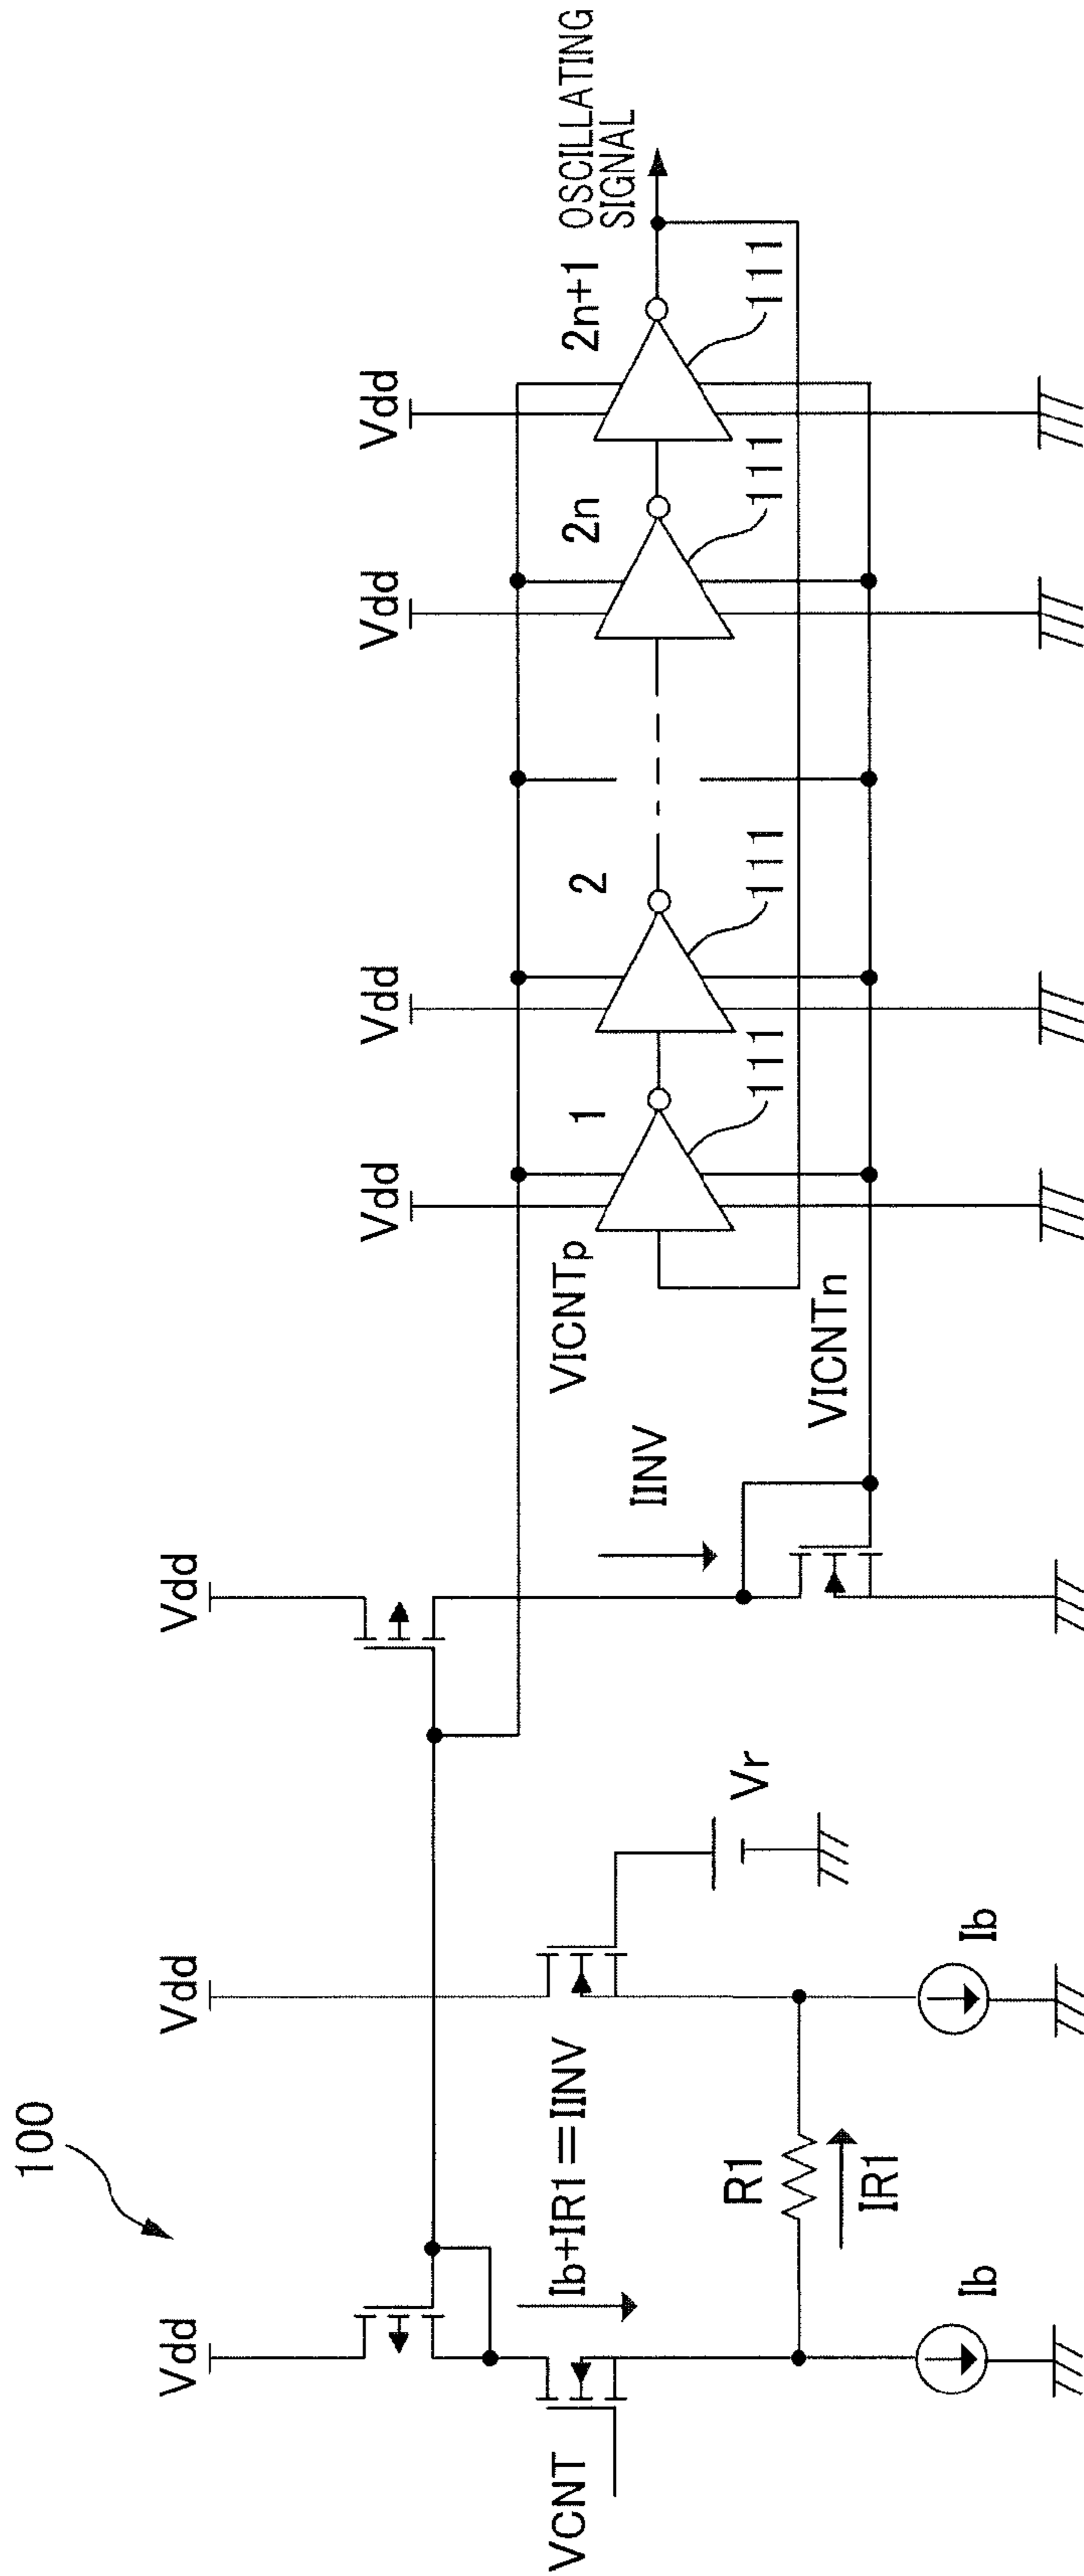 100
Vdd
Vdd
Vdd
Vdd
Vdd
Vdd
Vdd
VICNTp
1
2
2n
2n+1
OSCILLATING
SIGNAL
111
111
111
111
VCNT
Ib+IR1=IINV
Vr
IINV
VICNTn
R1
IR1
Ib
Ib